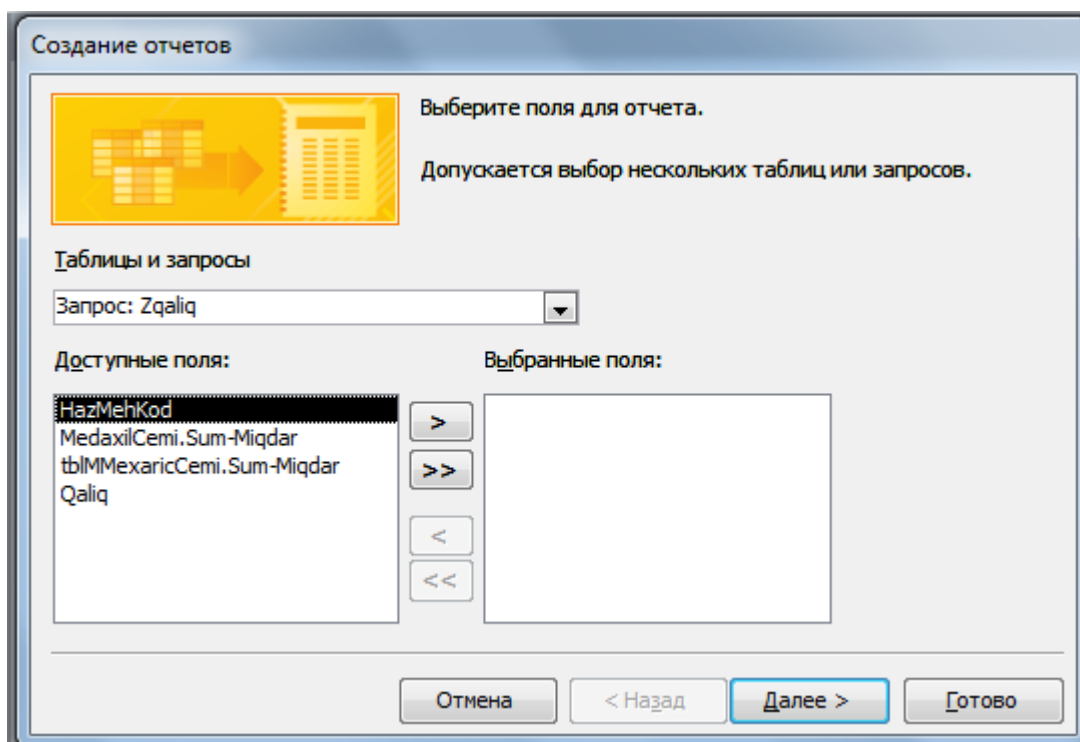 Создание отчетов
Выберите поля для отчета.
Допускается выбор нескольких таблиц или запросов.
Таблицы и запросы
Запрос: Zqaliq
Доступные поля:
Выбранные поля:
HazMehKod
MedaxilCemi.Sum-Miqdar
tblMMexaricCemi.Sum-Miqdar
Qaliq
>
>>
<
<<
Отмена
< Назад
Далее >
Готово